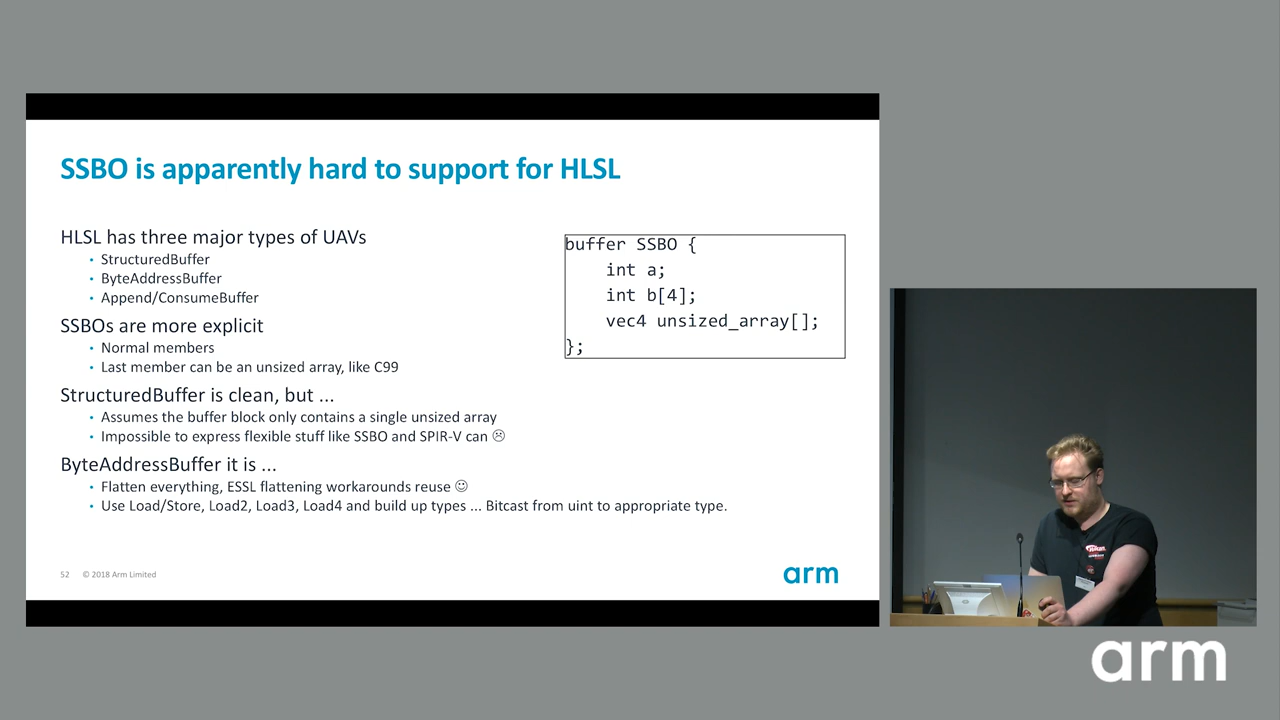 SSBO is apparently hard to support for HLSL
HLSL has three major types of UAVs
• StructuredBuffer
• ByteAddressBuffer
• Append/ConsumeBuffer
SSBOs are more explicit
• Normal members
• Last member can be an unsized array, like C99
StructuredBuffer is clean, but ...
• Assumes the buffer block only contains a single unsized array
• Impossible to express flexible stuff like SSBO and SPIR-V can ☹
ByteAddressBuffer it is ...
• Flatten everything, ESSL flattening workarounds reuse ☺
• Use Load/Store, Load2, Load3, Load4 and build up types ... Bitcast from uint to appropriate type.
buffer SSBO {
    int a;
    int b[4];
    vec4 unsized_array[];
};
52 © 2018 Arm Limited
arm
arm